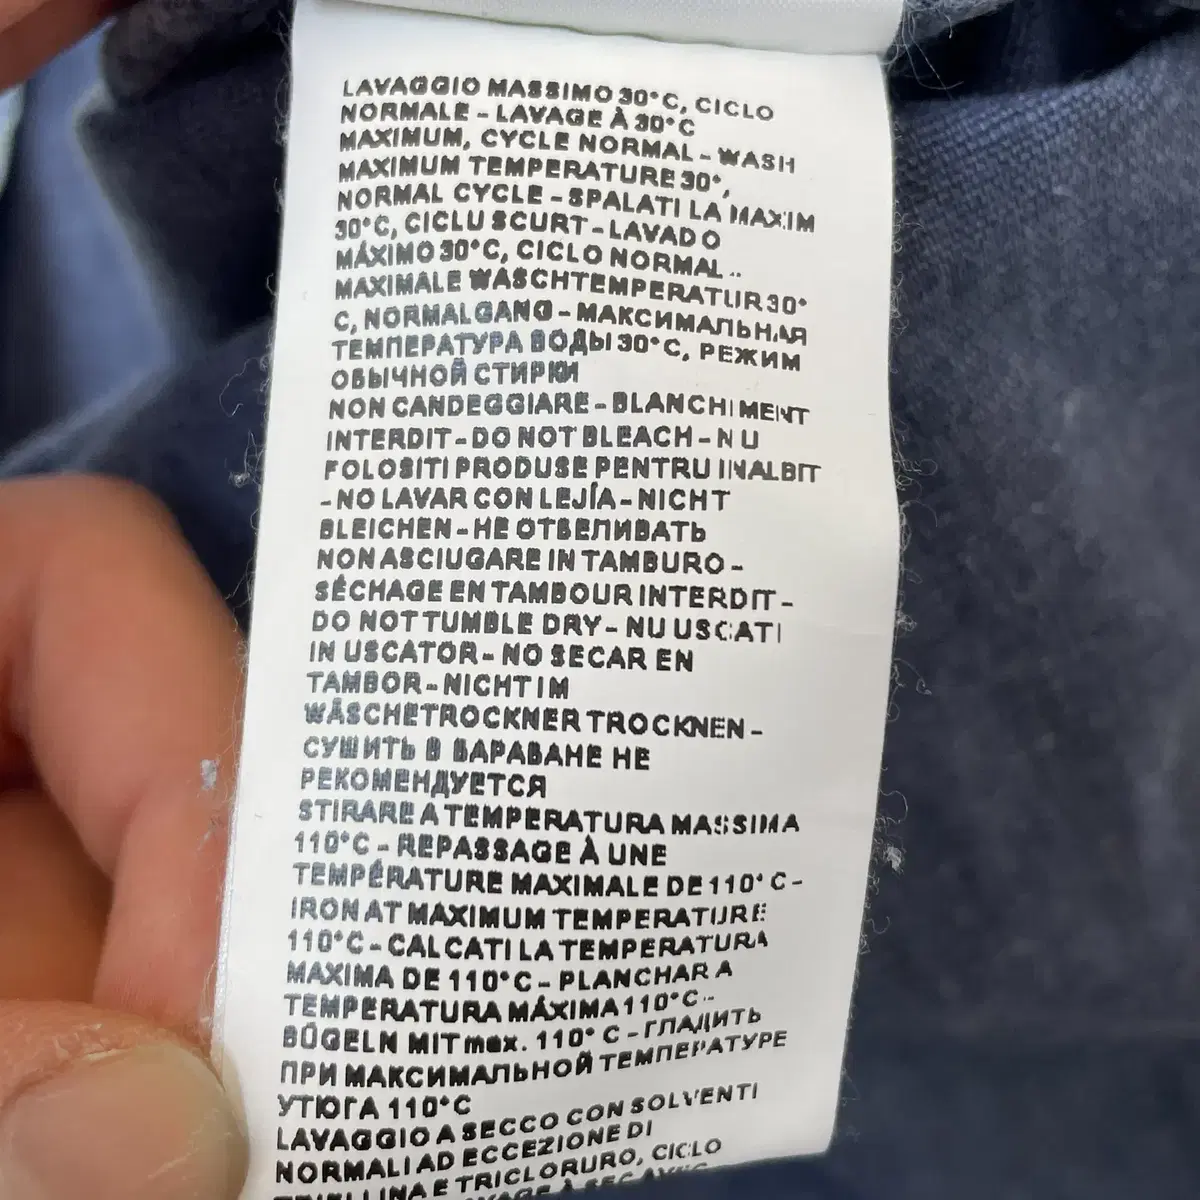 LAVAGGIO MASSIMO 30°C, CICLO
NORMALE - LAVAGE À 30°C
MAXIMUM, CYCLE NORMAL - WASH
MAXIMUM TEMPERATURE 30°,
NORMAL CYCLE - SPALATI LA MAXIM
30°C, CICLU SCURT - LAVADO
MÁXIMO 30°C, CICLO NORMAL -
MAXIMALE WASCHTEMPERATUR 30°
C, NORMALGANG - МАКСИМАЛЬНАЯ
ТЕМПЕРАТУРА ВОДЫ 30°C, РЕЖИМ
ОБЫЧНОЙ СТИРКИ
NON CANDEGGIARE - BLANCHIMENT
INTERDIT - DO NOT BLEACH - NU
FOLOSITI PRODUSE PENTRU INALBIT
- NO LAVAR CON LEJÍA - NICHT
BLEICHEN - НЕ ОТБЕЛИВАТЬ
NON ASCIUGARE IN TAMBURO -
SÉCHAGE EN TAMBOUR INTERDIT -
DO NOT TUMBLE DRY - NU USCATI
IN USCATOR - NO SECAR EN
TAMBOR - NICHT IM
WÄSCHETROCKNER TROCKNEN -
СУШИТЬ В БАРАБАНЕ НЕ
РЕКОМЕНДУЕТСЯ
STIRARE A TEMPERATURA MASSIMA
110°C - REPASSAGE À UNE
TEMPÉRATURE MAXIMALE DE 110°C -
IRON AT MAXIMUM TEMPERATURE
110°C - CALCATI LA TEMPERATURA
MAXIMA DE 110°C - PLANCHAR A
TEMPERATURA MÁXIMA 110°C -
BÜGELN MIT max. 110° C - ГЛАДИТЬ
ПРИ МАКСИМАЛЬНОЙ ТЕМПЕРАТУРЕ
УТЮГА 110°C
LAVAGGIO A SECCO CON SOLVENTI
NORMALI AD ECCEZIONE DI
TRIELLINA E TRICLORURO, CICLO